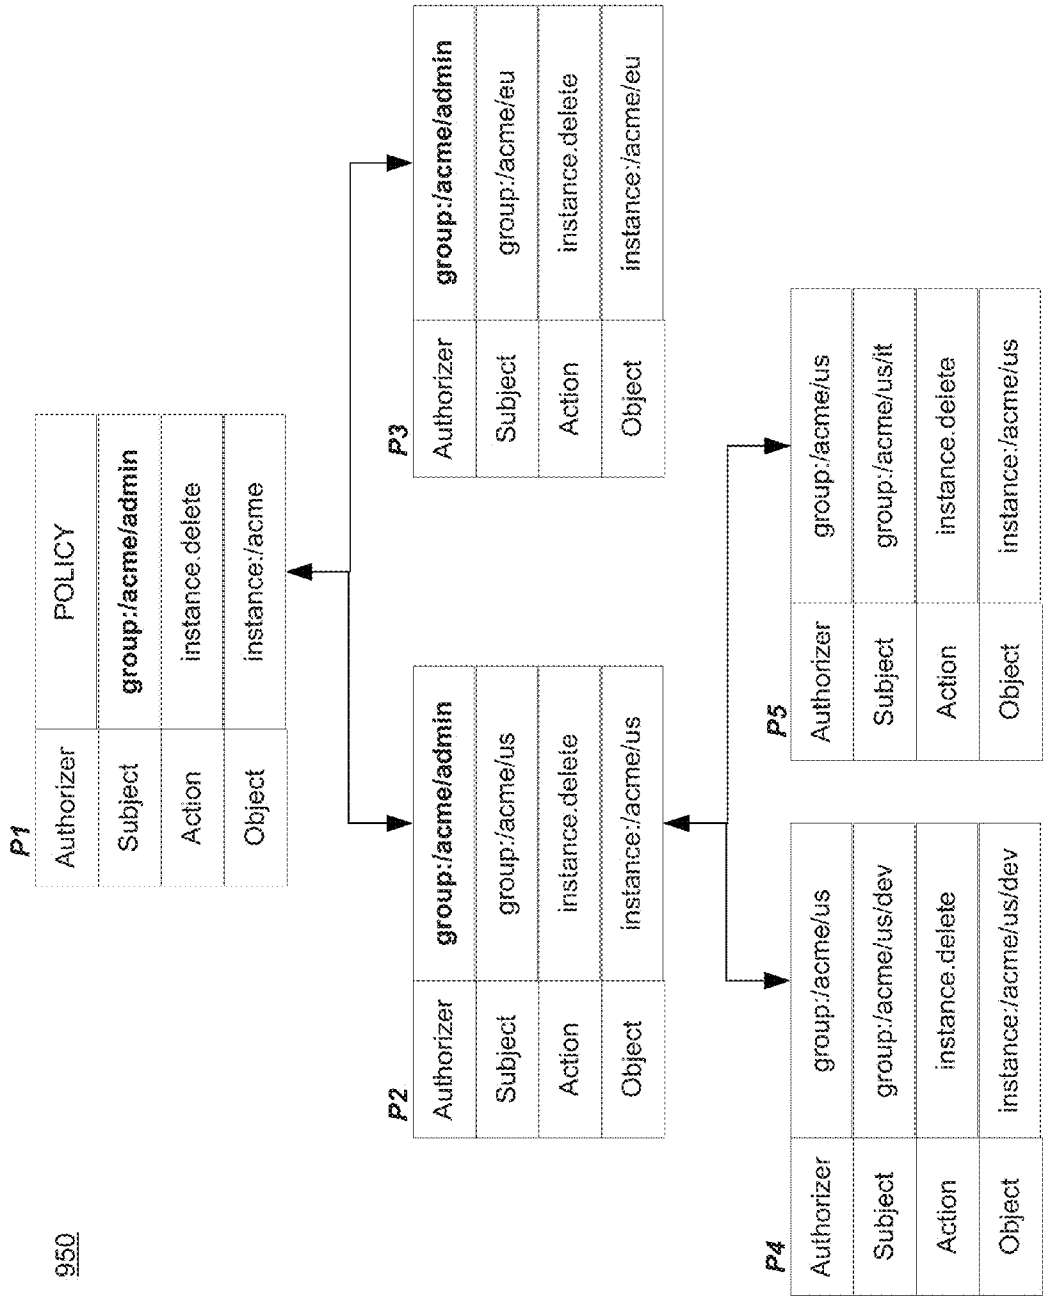 950
P1
Authorizer POLICY
Subject group:/acme/admin
Action instance.delete
Object instance:/acme
P2
Authorizer group:/acme/admin
Subject group:/acme/us
Action instance.delete
Object instance:/acme/us
P3
Authorizer group:/acme/admin
Subject group:/acme/eu
Action instance.delete
Object instance:/acme/eu
P4
Authorizer group:/acme/us
Subject group:/acme/us/dev
Action instance.delete
Object instance:/acme/us/dev
P5
Authorizer group:/acme/us
Subject group:/acme/us/it
Action instance.delete
Object instance:/acme/us